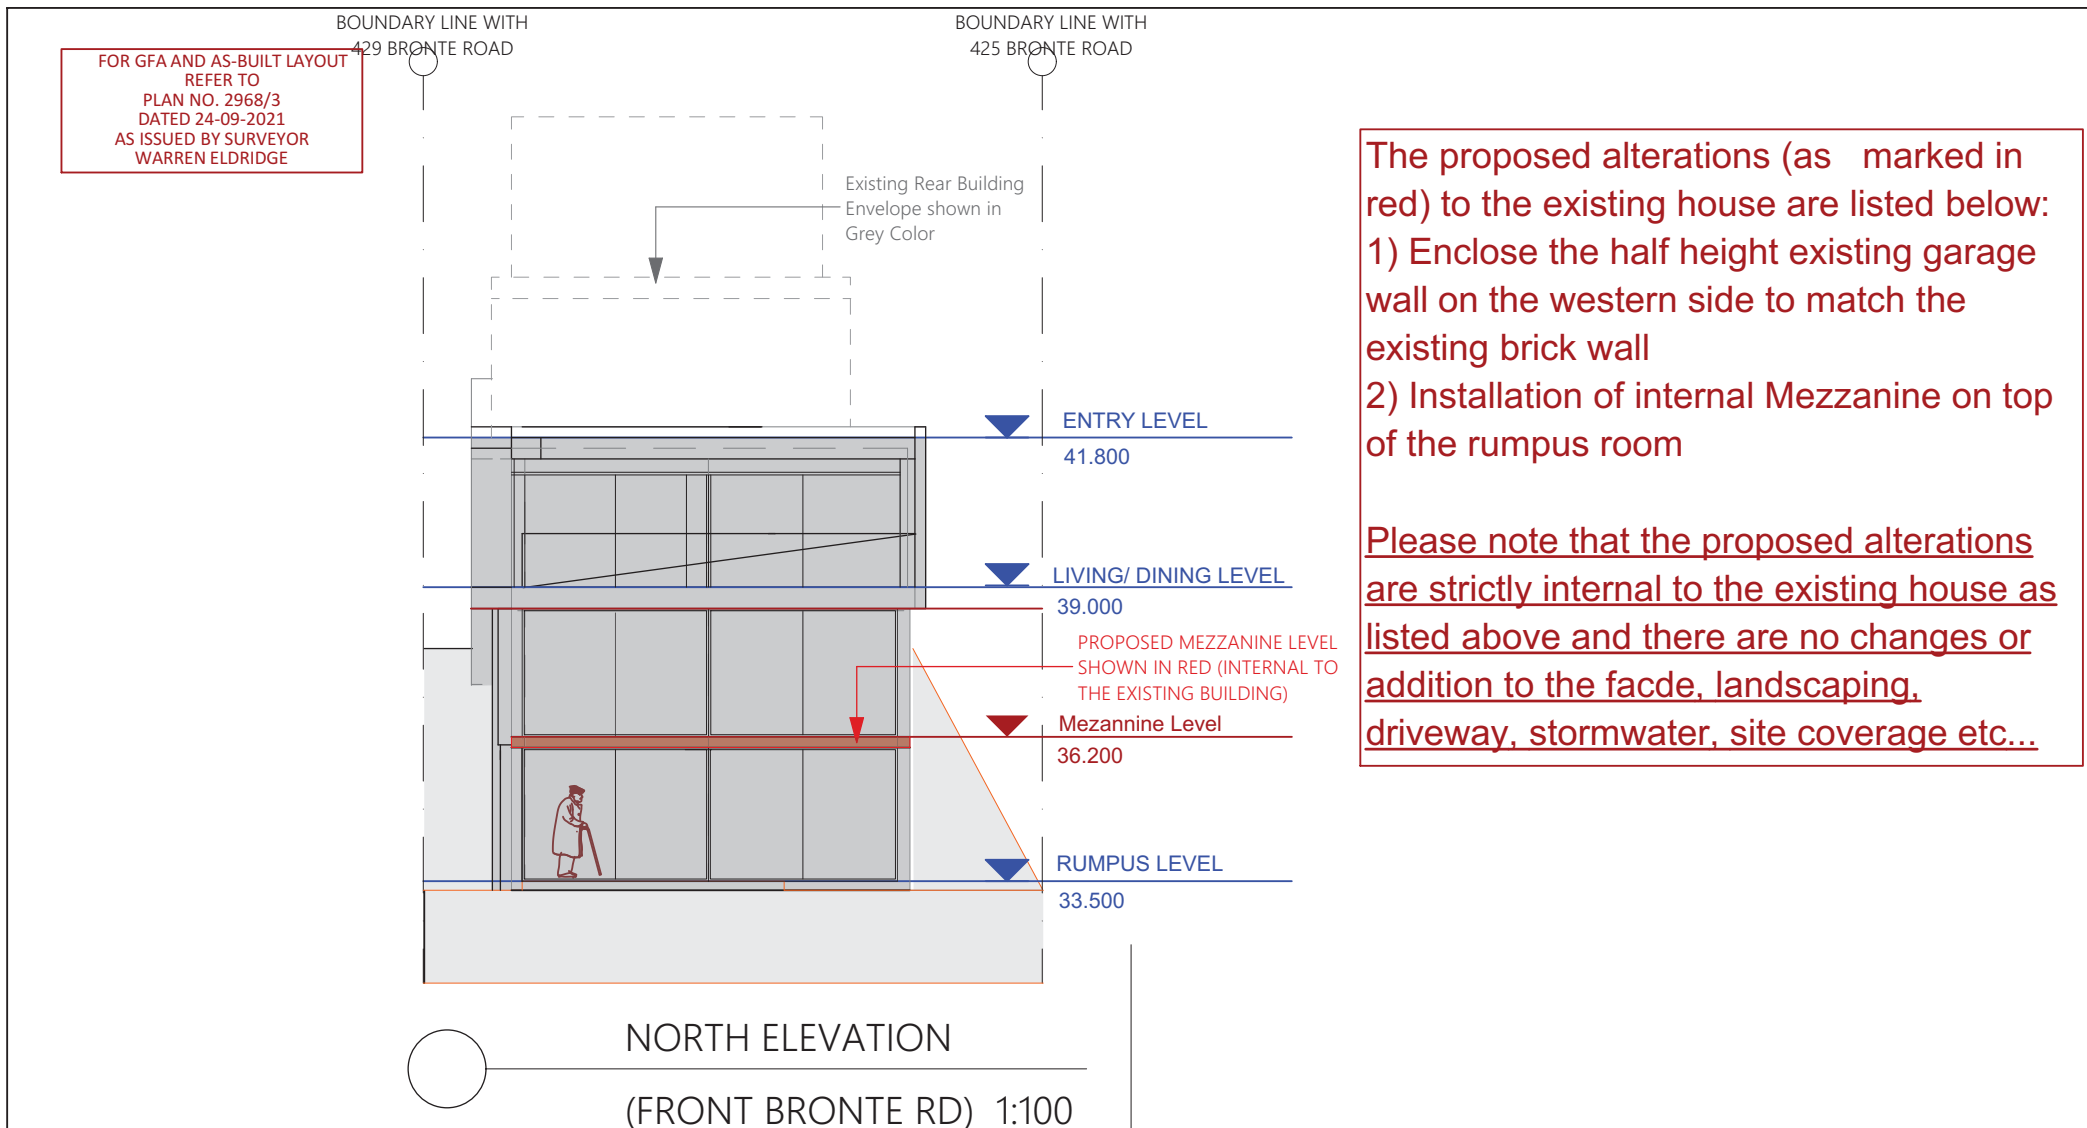 BOUNDARY LINE WITH
429 BRONTE ROAD
BOUNDARY LINE WITH
425 BRONTE ROAD
FOR GFA AND AS-BUILT LAYOUT
REFER TO
PLAN NO. 2968/3
DATED 24-09-2021
AS ISSUED BY SURVEYOR
WARREN ELDRIDGE
Existing Rear Building
Envelope shown in
Grey Color
The proposed alterations (as marked in
red) to the existing house are listed below:
1) Enclose the half height existing garage
wall on the western side to match the
existing brick wall
2) Installation of internal Mezzanine on top
of the rumpus room
Please note that the proposed alterations
are strictly internal to the existing house as
listed above and there are no changes or
addition to the facde, landscaping,
driveway, stormwater, site coverage etc...
ENTRY LEVEL
41.800
LIVING/ DINING LEVEL
39.000
PROPOSED MEZZANINE LEVEL
SHOWN IN RED (INTERNAL TO
THE EXISTING BUILDING)
Mezannine Level
36.200
RUMPUS LEVEL
33.500
NORTH ELEVATION
(FRONT BRONTE RD) 1:100